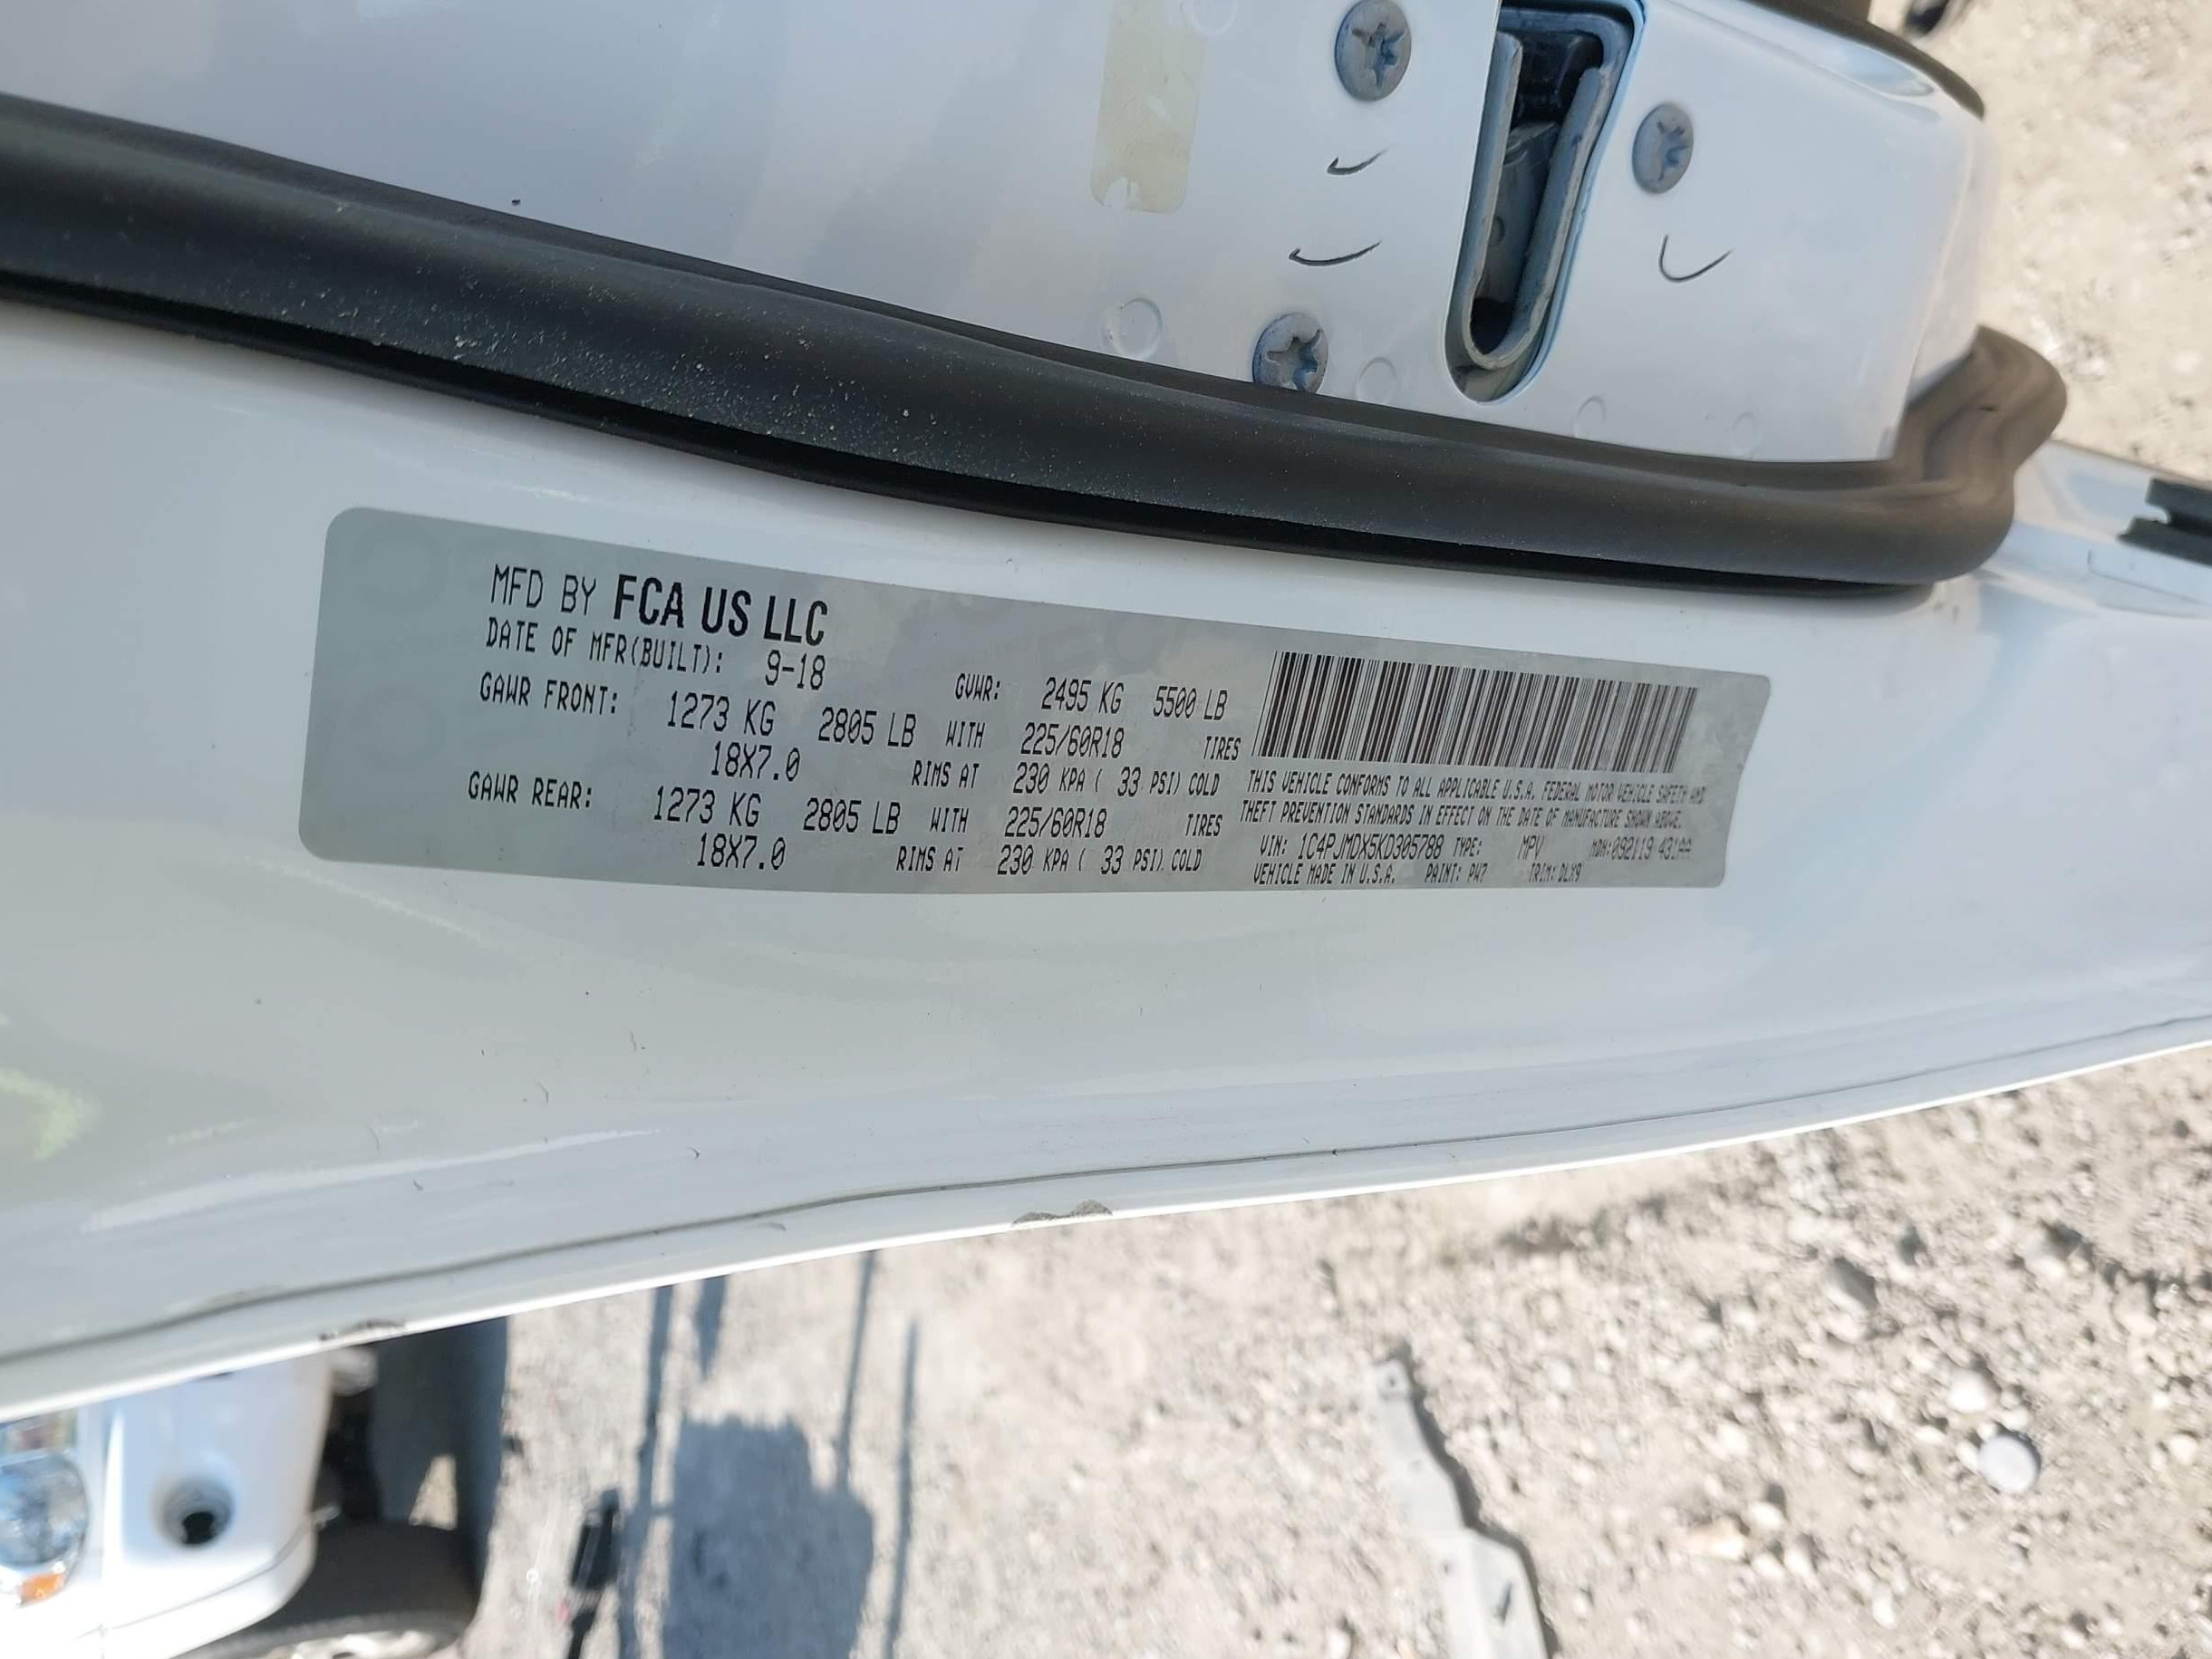 MFD BY FCA US LLC
DATE OF MFR(BUILT): 9-18 GVWR: 2495 KG 5500 LB
GAWR FRONT: 1273 KG 2805 LB WITH 225/60R18 TIRES
18X7.0 RIMS AT 230 KPA ( 33 PSI) COLD
GAWR REAR: 1273 KG 2805 LB WITH 225/60R18 TIRES
18X7.0 RIMS AT 230 KPA ( 33 PSI) COLD
THIS VEHICLE CONFORMS TO ALL APPLICABLE U.S.A. FEDERAL MOTOR VEHICLE SAFETY AND
THEFT PREVENTION STANDARDS IN EFFECT ON THE DATE OF MANUFACTURE SHOWN ABOVE.
VIN: 1C4PJMDX5KD305788 TYPE: MPV MDH:092119 431AA
VEHICLE MADE IN U.S.A. PAINT: PW7 TRIM: